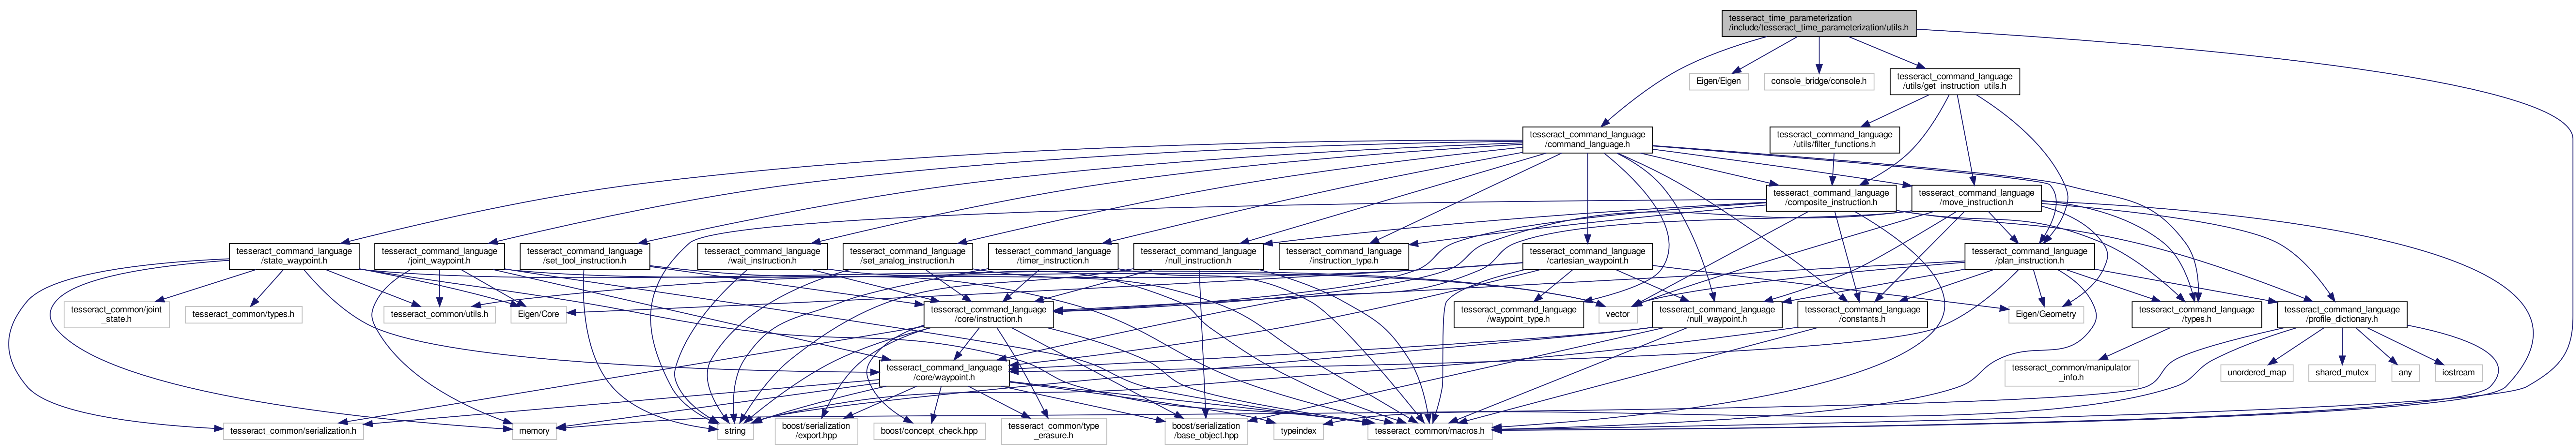 tesseract_time_parameterization
/include/tesseract_time_parameterization/utils.h
Eigen/Eigen
console_bridge/console.h
tesseract_command_language
/utils/get_instruction_utils.h
tesseract_command_language
/command_language.h
tesseract_command_language
/utils/filter_functions.h
tesseract_command_language
/composite_instruction.h
tesseract_command_language
/move_instruction.h
tesseract_command_language
/state_waypoint.h
tesseract_command_language
/joint_waypoint.h
tesseract_command_language
/set_tool_instruction.h
tesseract_command_language
/wait_instruction.h
tesseract_command_language
/set_analog_instruction.h
tesseract_command_language
/timer_instruction.h
tesseract_command_language
/null_instruction.h
tesseract_command_language
/instruction_type.h
tesseract_command_language
/cartesian_waypoint.h
tesseract_command_language
/plan_instruction.h
tesseract_common/joint
_state.h
tesseract_common/types.h
tesseract_common/utils.h
Eigen/Core
tesseract_command_language
/core/instruction.h
tesseract_command_language
/waypoint_type.h
vector
tesseract_command_language
/null_waypoint.h
tesseract_command_language
/constants.h
Eigen/Geometry
tesseract_command_language
/types.h
tesseract_command_language
/profile_dictionary.h
tesseract_command_language
/core/waypoint.h
tesseract_common/manipulator
_info.h
unordered_map
shared_mutex
any
iostream
tesseract_common/serialization.h
memory
string
boost/serialization
/export.hpp
boost/concept_check.hpp
tesseract_common/type
_erasure.h
boost/serialization
/base_object.hpp
typeindex
tesseract_common/macros.h